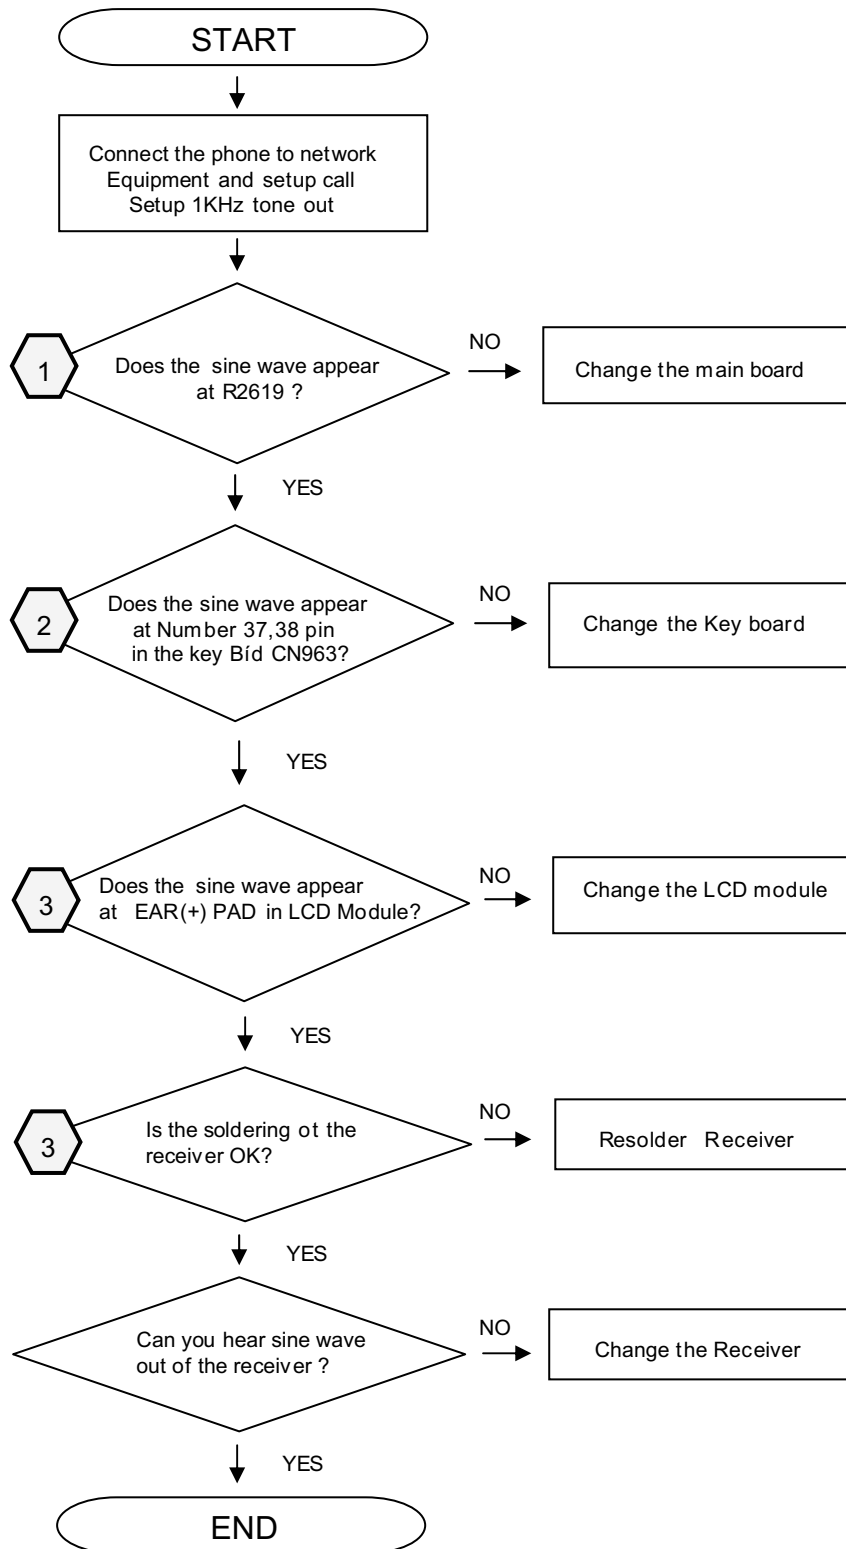 START
Connect the phone to network
Equipment and setup call
Setup 1KHz tone out
1
Does the sine wave appear
at R2619 ?
NO
Change the main board
YES
2
Does the sine wave appear
at Number 37,38 pin
in the key Bíd CN963?
NO
Change the Key board
YES
3
Does the sine wave appear
at EAR(+) PAD in LCD Module?
NO
Change the LCD module
YES
3
Is the soldering ot the
receiver OK?
NO
Resolder Receiver
YES
Can you hear sine wave
out of the receiver ?
NO
Change the Receiver
YES
END